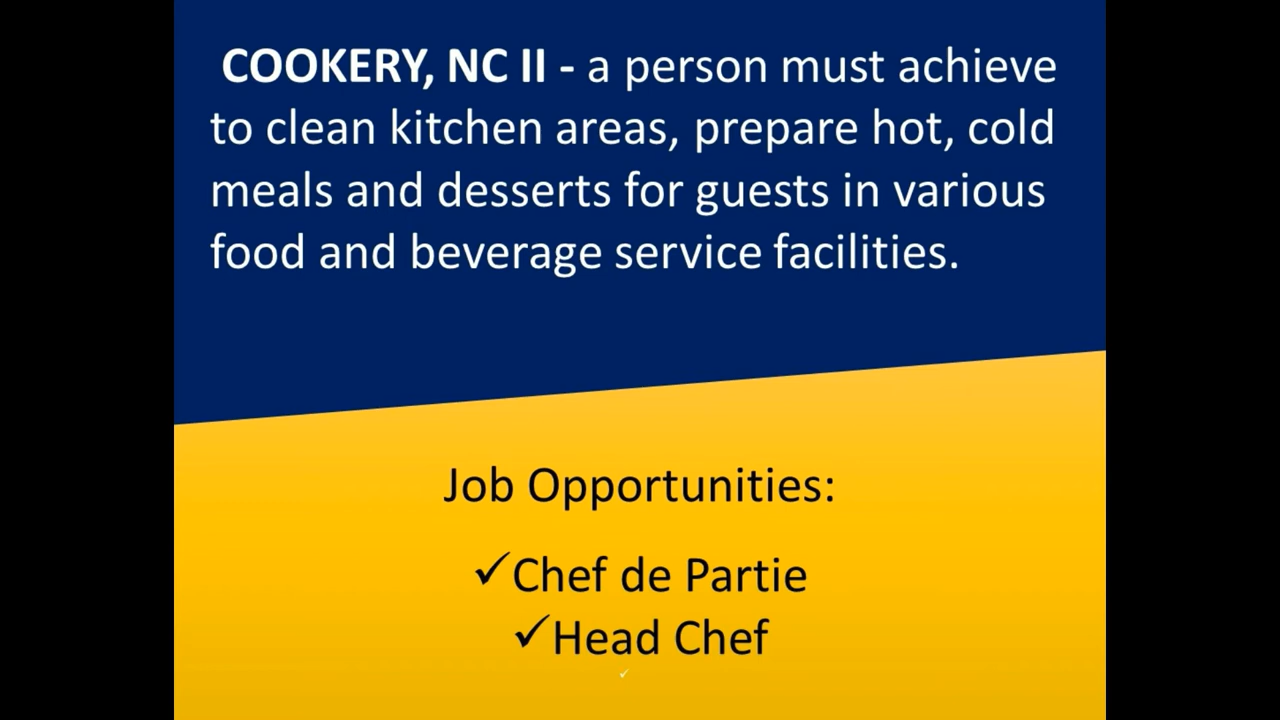 COOKERY, NC II - a person must achieve
to clean kitchen areas, prepare hot, cold
meals and desserts for guests in various
food and beverage service facilities.
Job Opportunities:
✓Chef de Partie
✓Head Chef
✓